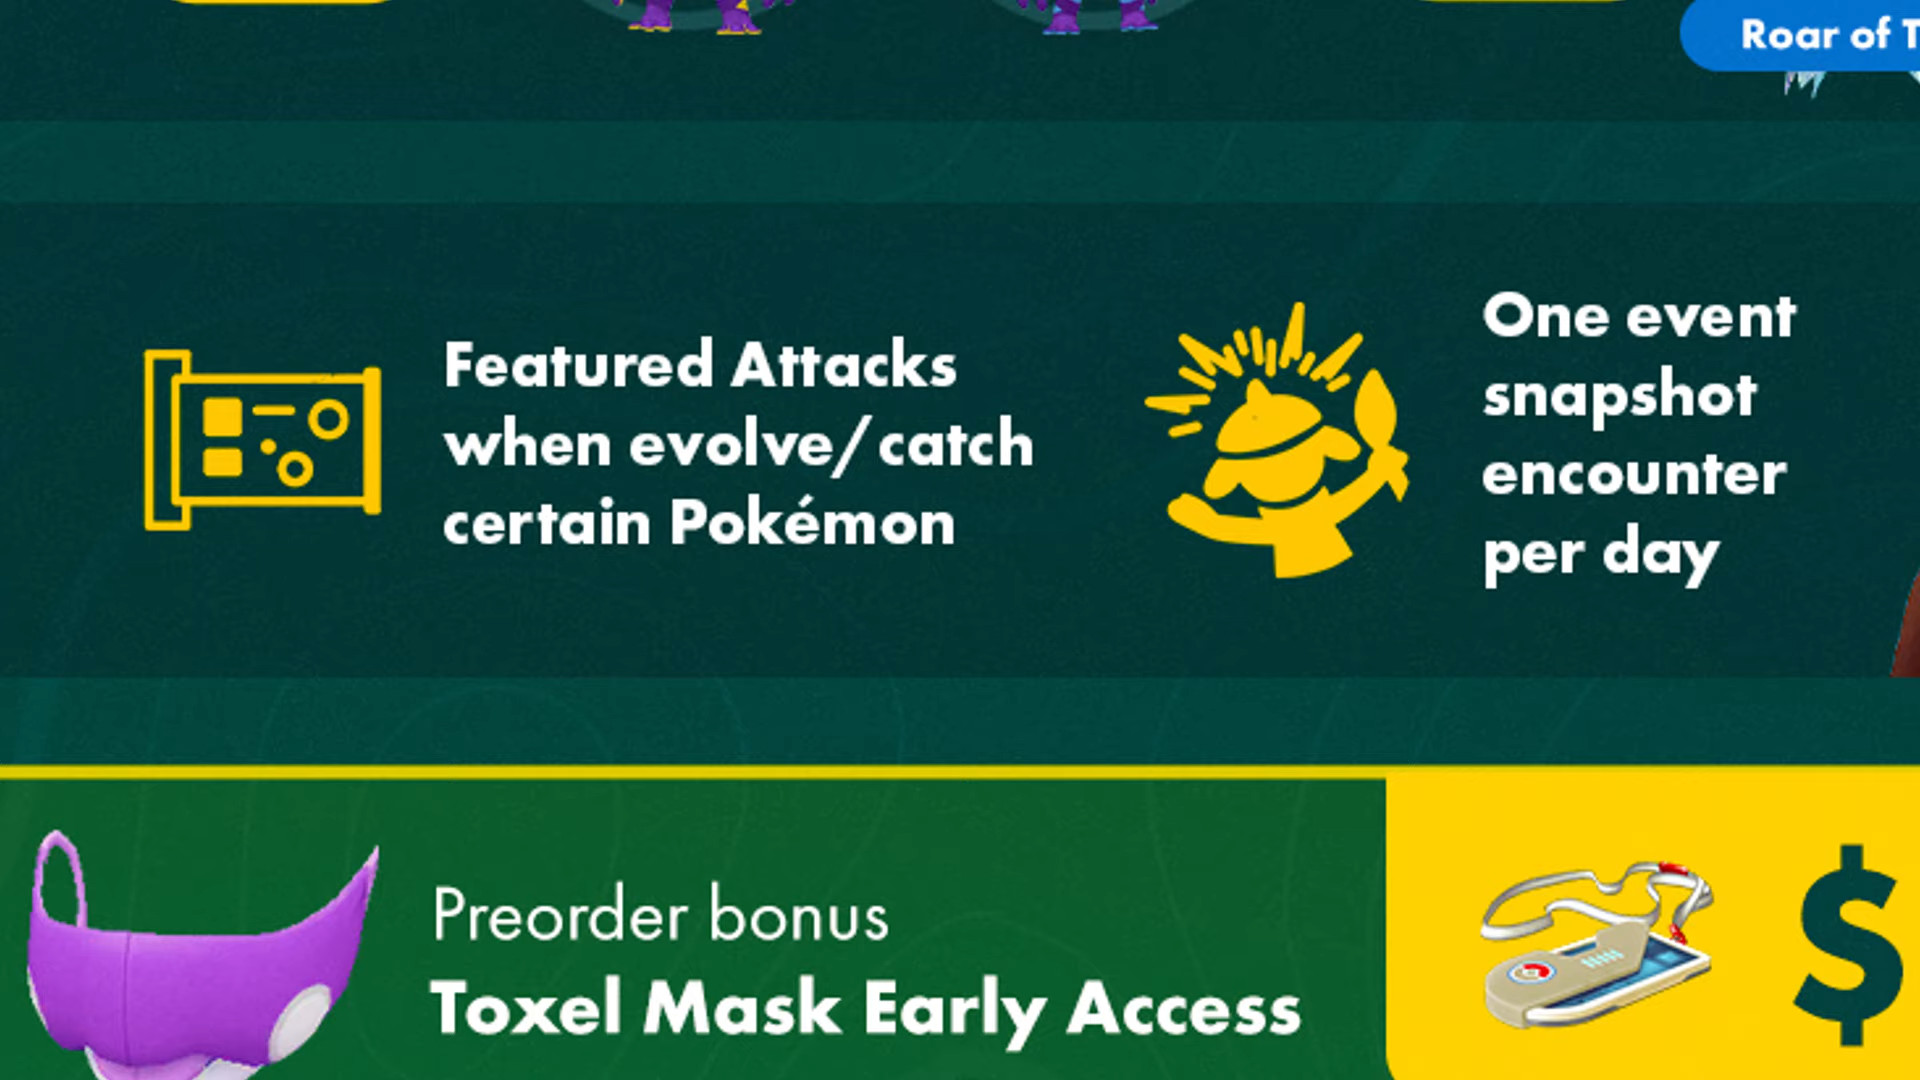 Roar of T
Featured Attacks
when evolve/catch
certain Pokémon
One event
snapshot
encounter
per day
Preorder bonus
Toxel Mask Early Access
$